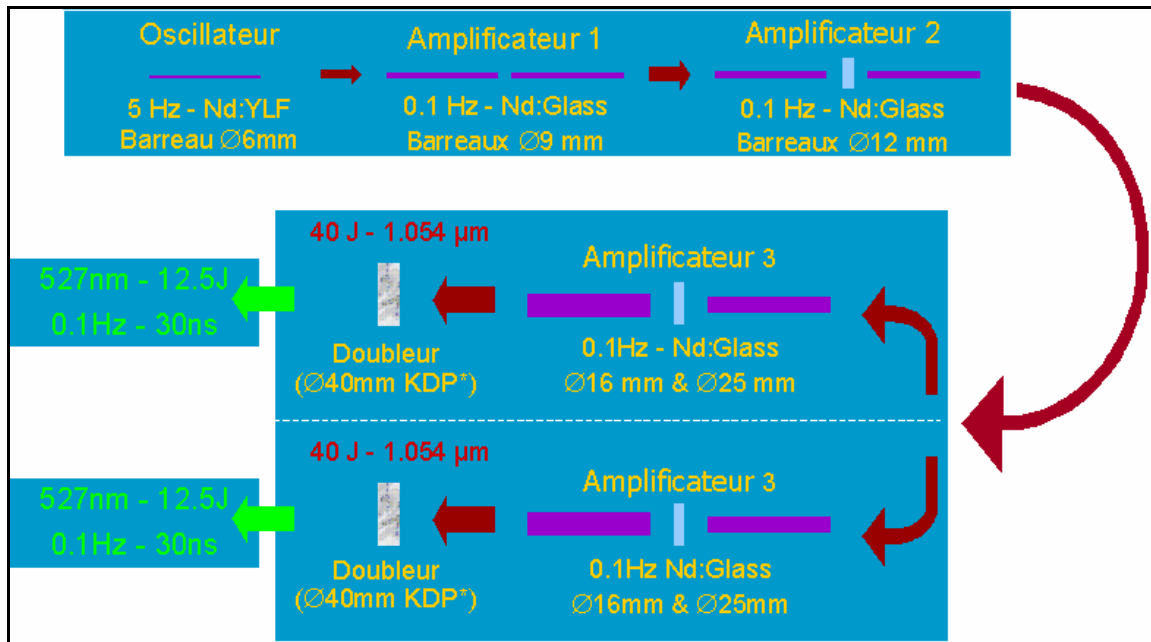 Oscillateur
5 Hz - Nd:YLF
Barreau Ø6mm
Amplificateur 1
0.1 Hz - Nd:Glass
Barreaux Ø9 mm
Amplificateur 2
0.1 Hz - Nd:Glass
Barreaux Ø12 mm
527nm - 12.5J
0.1Hz - 30ns
40 J - 1.054 µm
Doubleur
(Ø40mm KDP*)
Amplificateur 3
0.1Hz - Nd:Glass
Ø16 mm & Ø25 mm
527nm - 12.5J
0.1Hz - 30ns
40 J - 1.054 µm
Doubleur
(Ø40mm KDP*)
Amplificateur 3
0.1Hz Nd:Glass
Ø16mm & Ø25mm